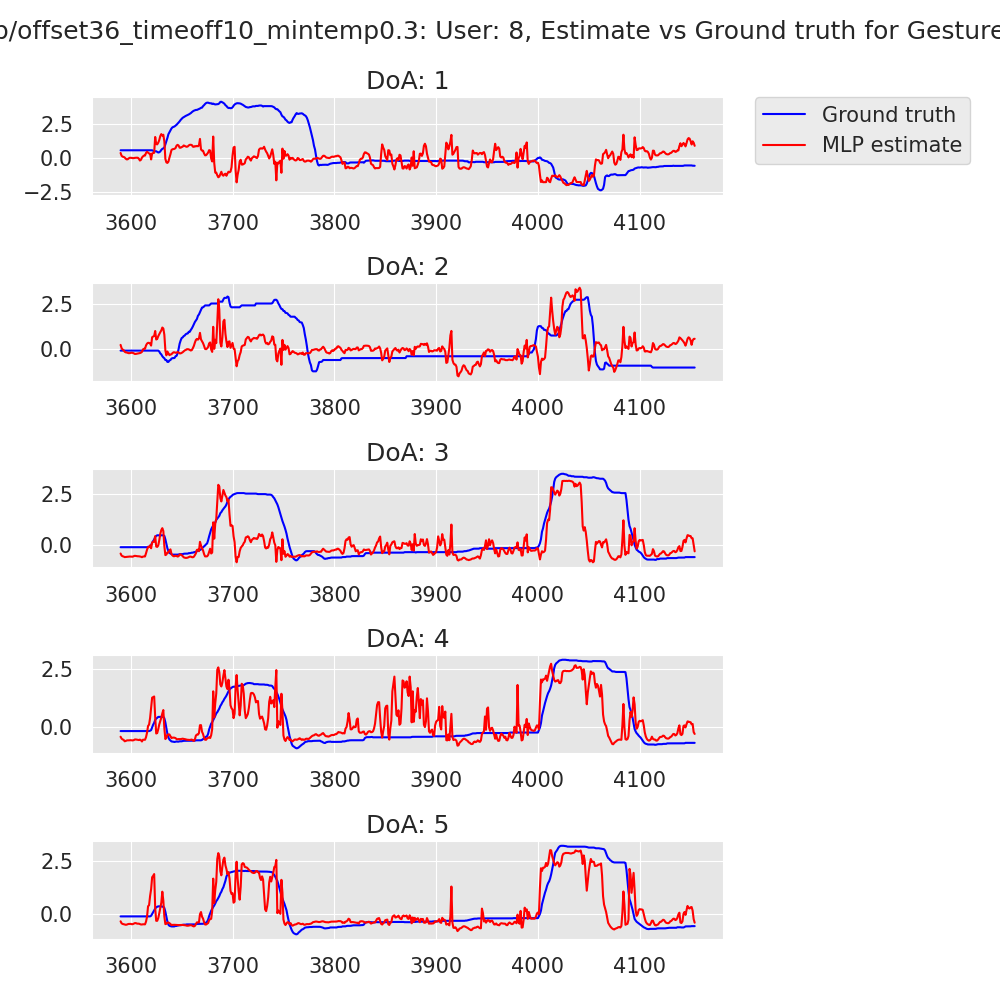 o/offset36_timeoff10_mintemp0.3: User: 8, Estimate vs Ground truth for Gesture
DoA: 1
Ground truth
MLP estimate
2.5
0.0
−2.5
3600 3700 3800 3900 4000 4100
DoA: 2
2.5
0.0
3600 3700 3800 3900 4000 4100
DoA: 3
2.5
0.0
3600 3700 3800 3900 4000 4100
DoA: 4
2.5
0.0
3600 3700 3800 3900 4000 4100
DoA: 5
2.5
0.0
3600 3700 3800 3900 4000 4100